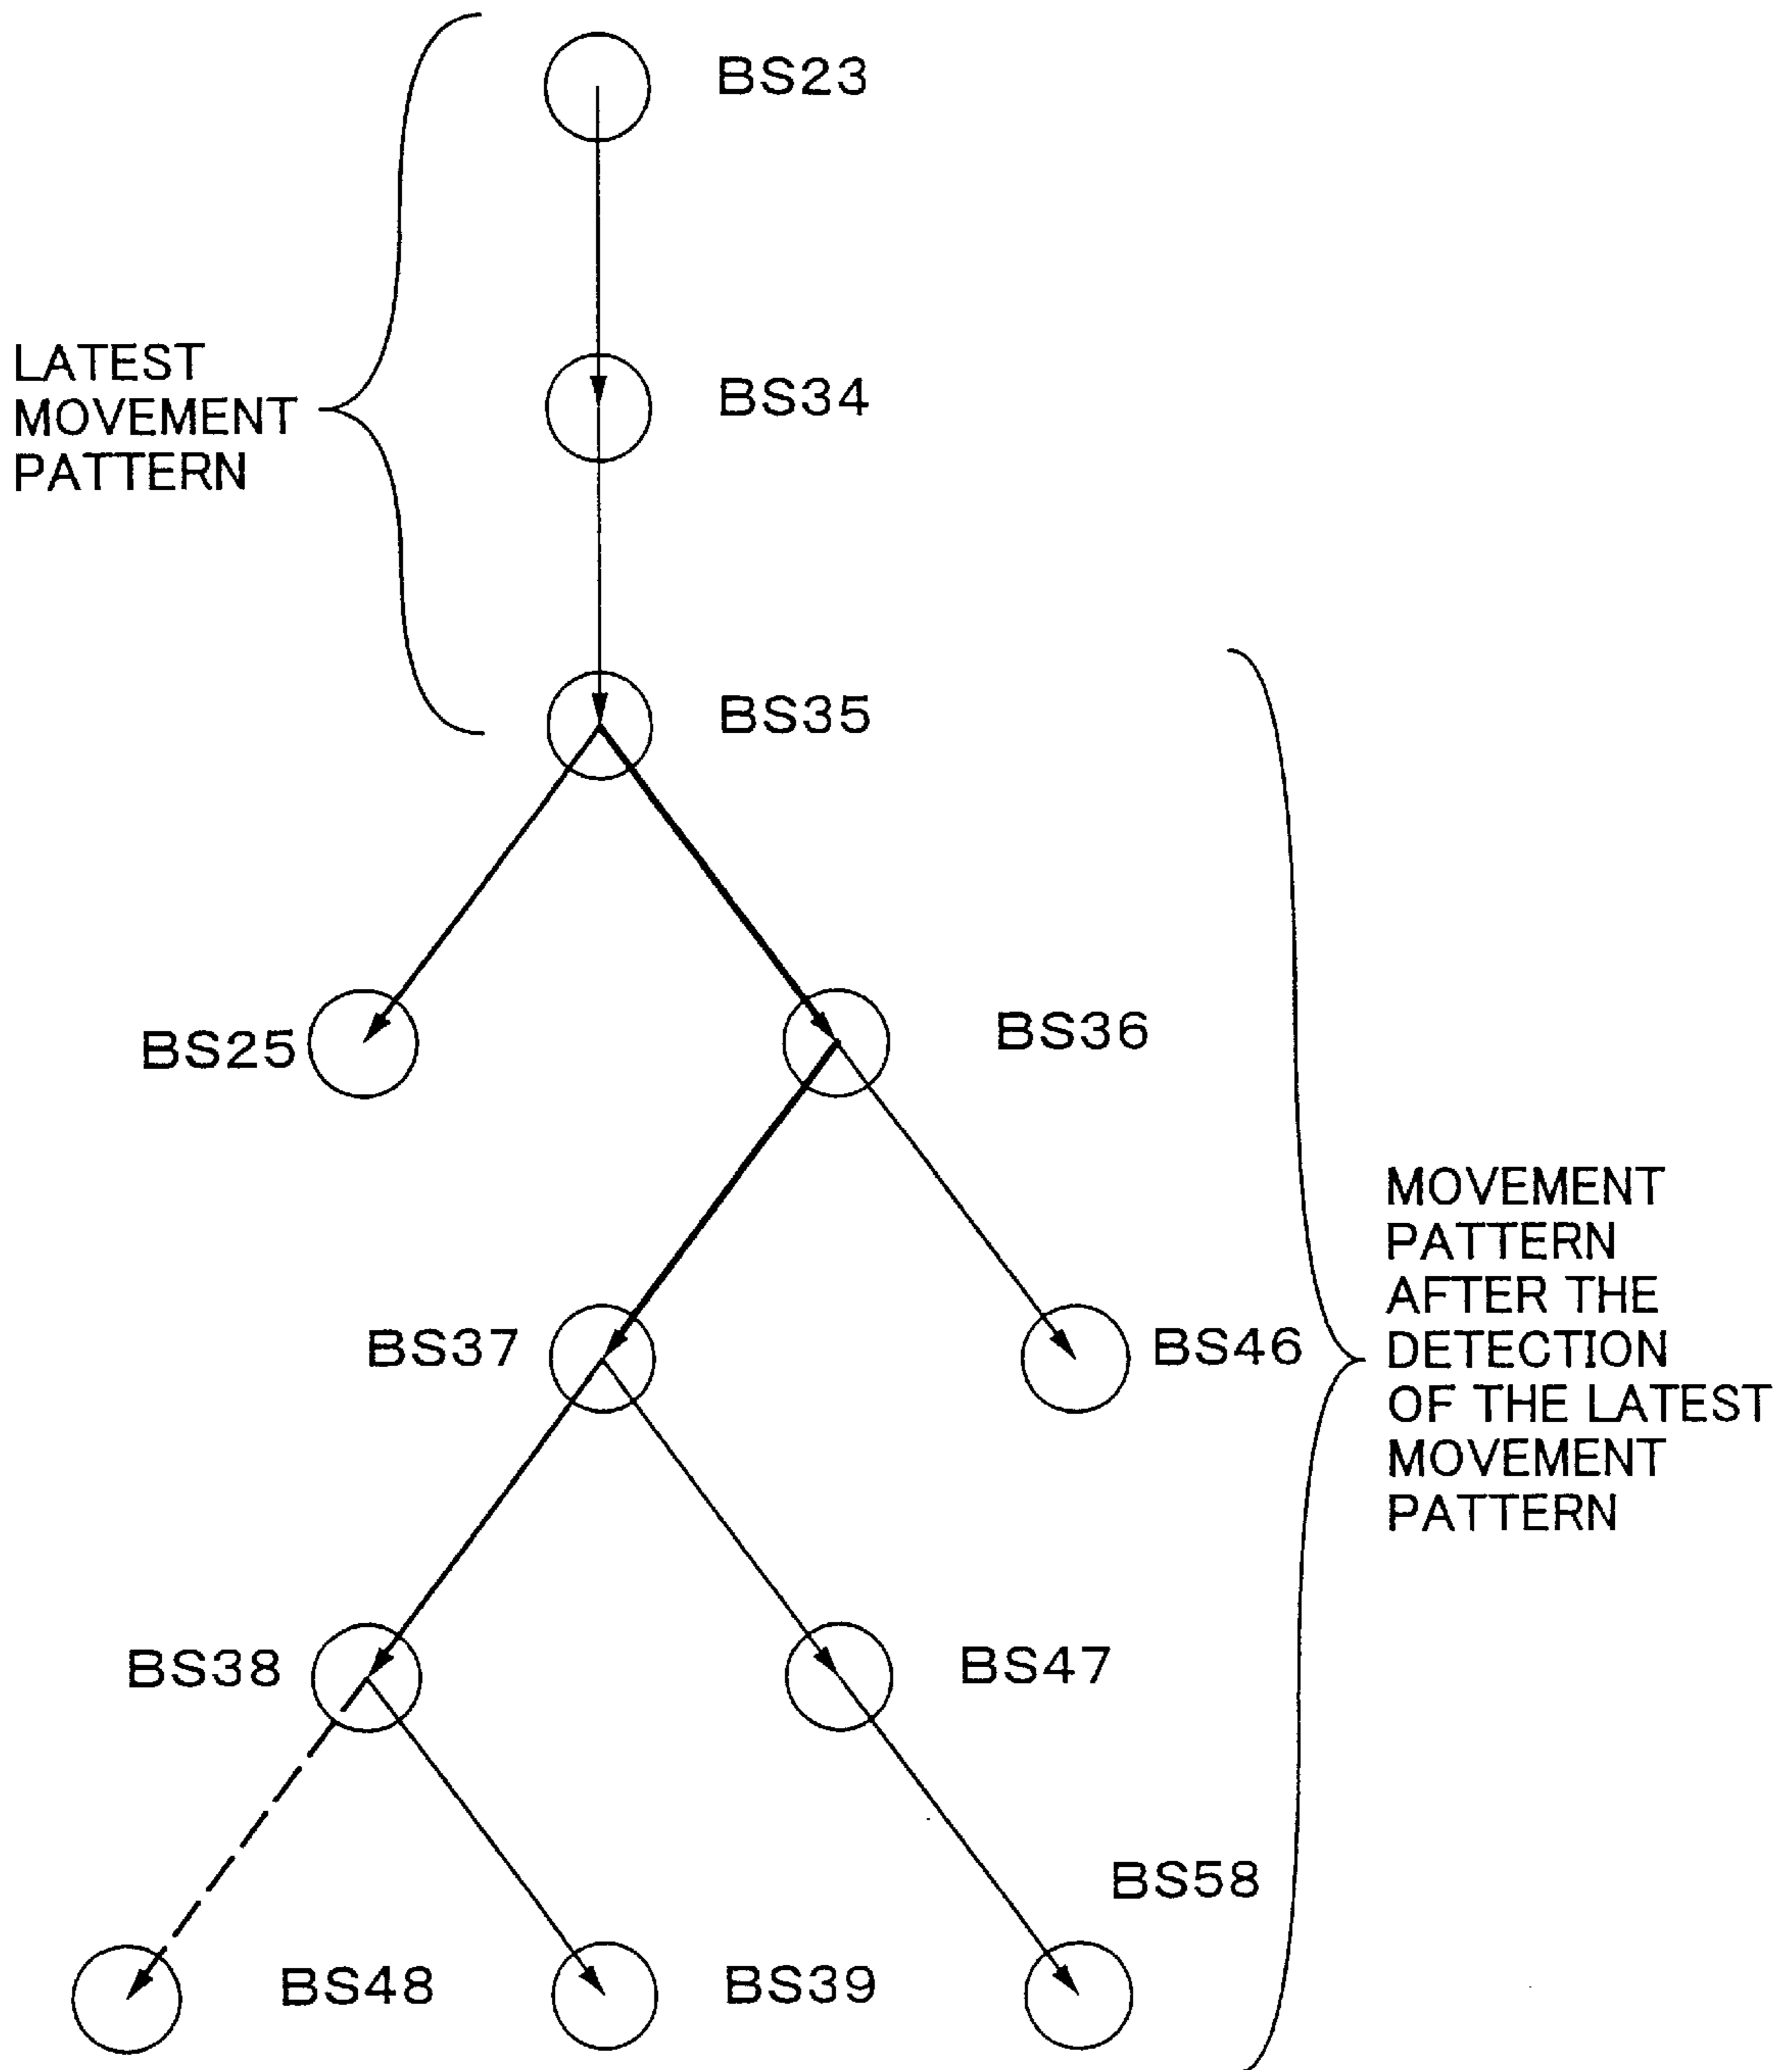 BS23
LATEST
MOVEMENT
PATTERN
BS34
BS35
BS25
BS36
BS37
BS46
MOVEMENT
PATTERN
AFTER THE
DETECTION
OF THE LATEST
MOVEMENT
PATTERN
BS38
BS47
BS58
BS48
BS39